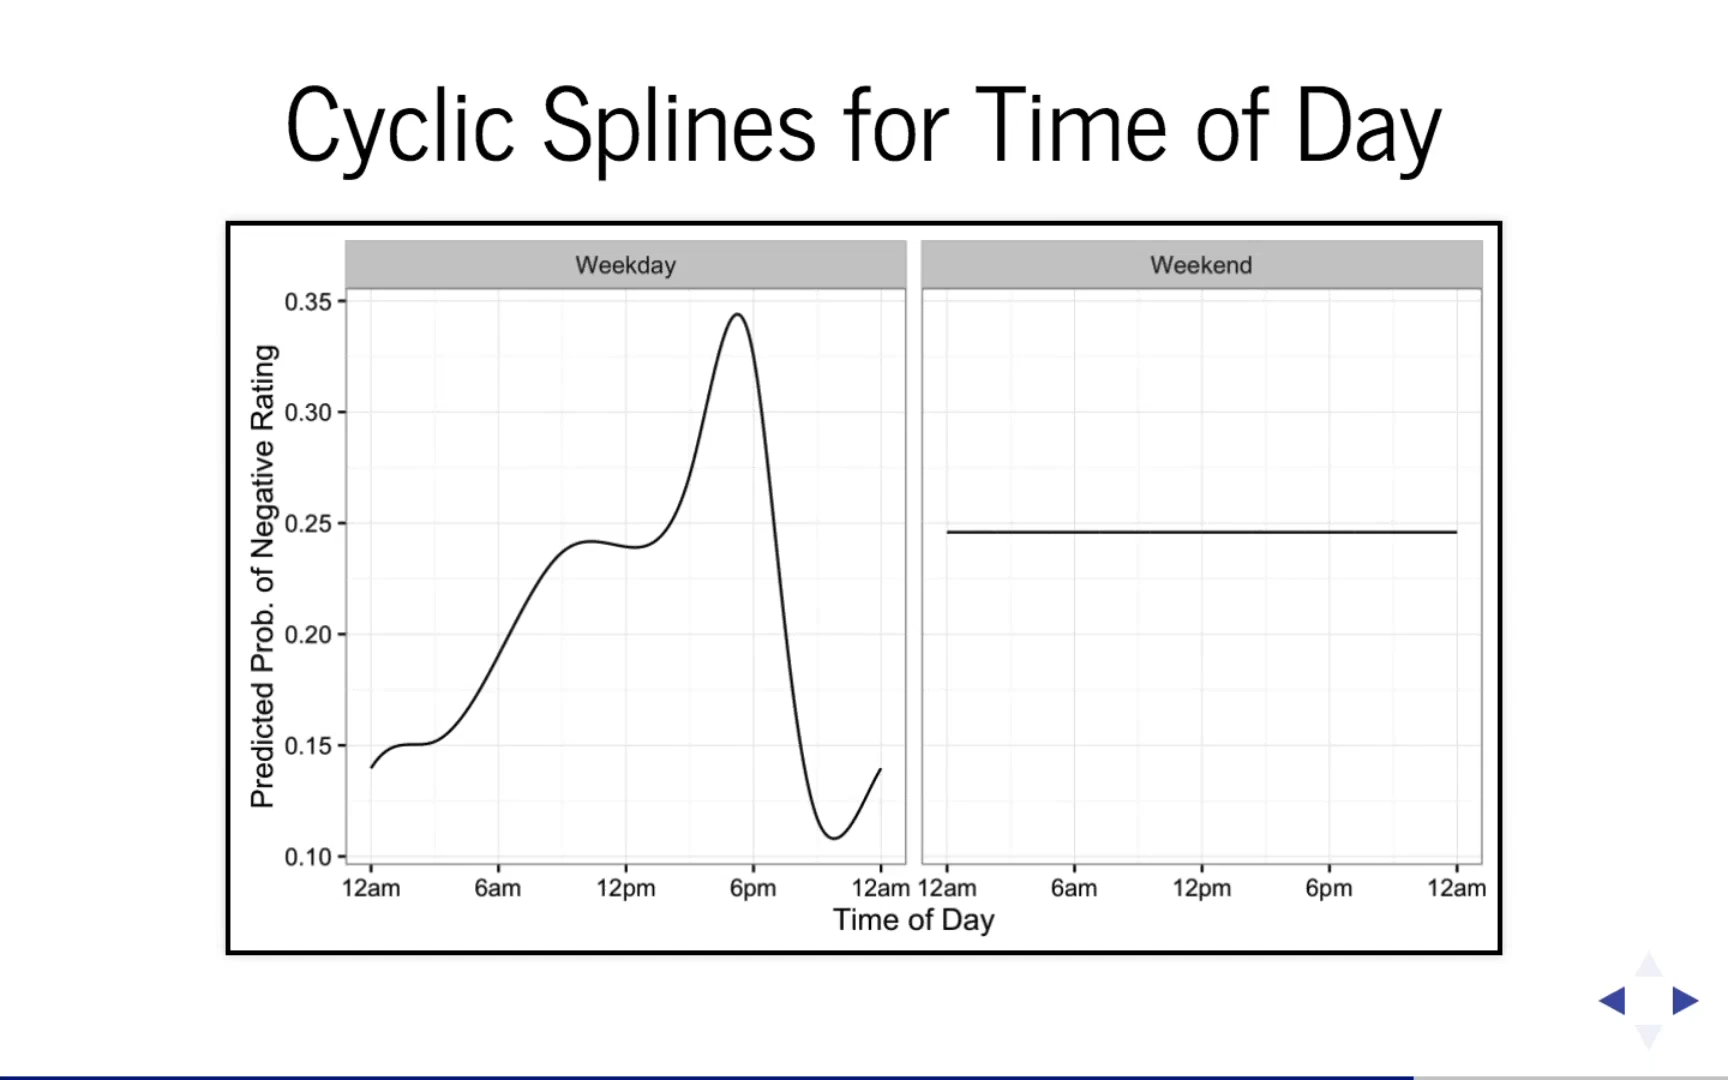 Cyclic Splines for Time of Day
Weekday
Weekend
Predicted Prob. of Negative Rating
0.35
0.30
0.25
0.20
0.15
0.10
12am 6am 12pm 6pm 12am 12am 6am 12pm 6pm 12am
Time of Day